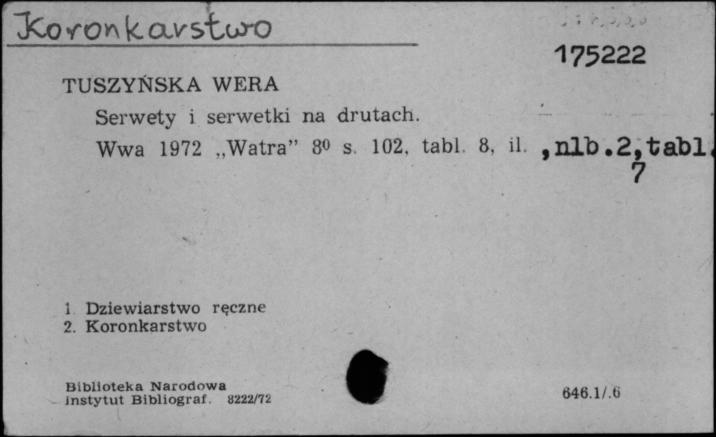 Koronkarstwo
175222
TUSZYŃSKA WERA
Serwety i serwetki na drutach.
Wwa 1972 „Watra” 8⁰ s. 102, tabl. 8, il. ,nlb.2,tabl.
7
1. Dziewiarstwo ręczne
2. Koronkarstwo
Biblioteka Narodowa
Instytut Bibliograf. 8222/72
646.1/.6